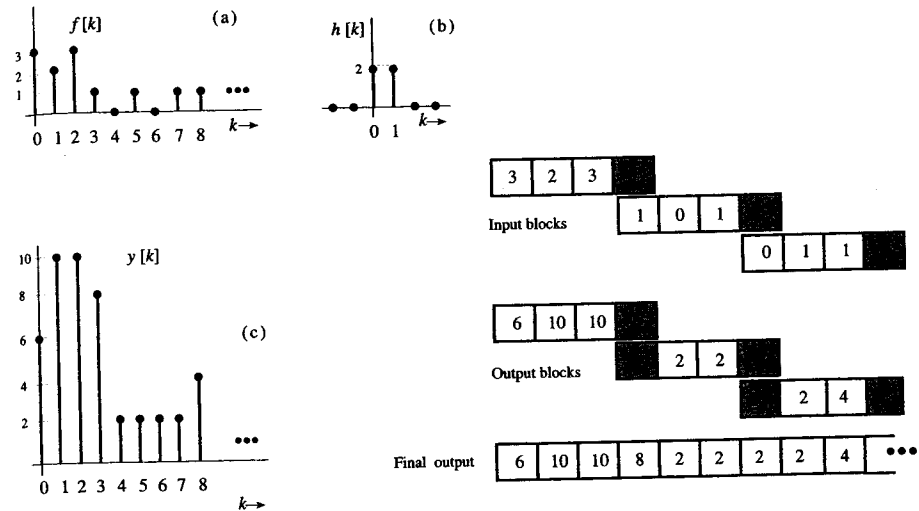 f[k] (a)
3
2
1
0 1 2 3 4 5 6 7 8
k→
h[k] (b)
2
0 1
k→
3 2 3
Input blocks
1 0 1
0 1 1
y[k]
10
8
6
4
2
(c)
0 1 2 3 4 5 6 7 8
k→
6 10 10
Output blocks
2 2
2 4
Final output
6 10 10 8 2 2 2 2 4